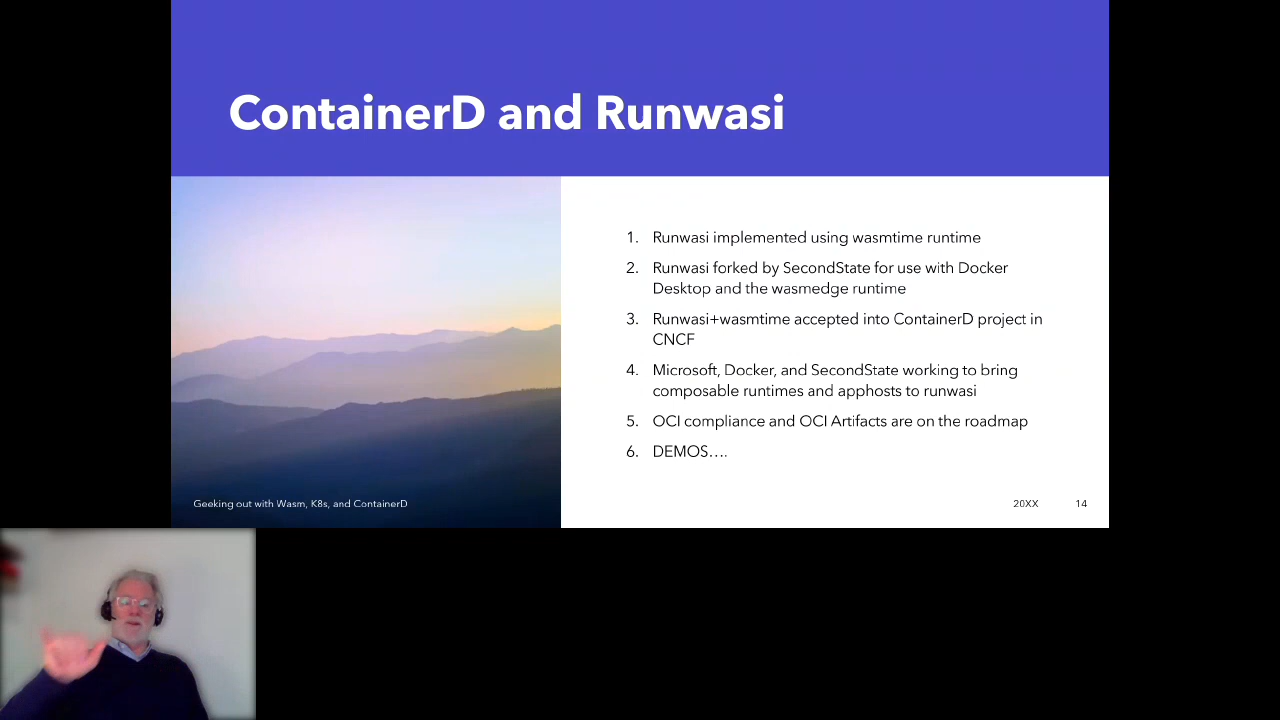 ContainerD and Runwasi
1. Runwasi implemented using wasmtime runtime
2. Runwasi forked by SecondState for use with Docker
Desktop and the wasmedge runtime
3. Runwasi+wasmtime accepted into ContainerD project in
CNCF
4. Microsoft, Docker, and SecondState working to bring
composable runtimes and apphosts to runwasi
5. OCI compliance and OCI Artifacts are on the roadmap
6. DEMOS....
Geeking out with Wasm, K8s, and ContainerD
20XX 14